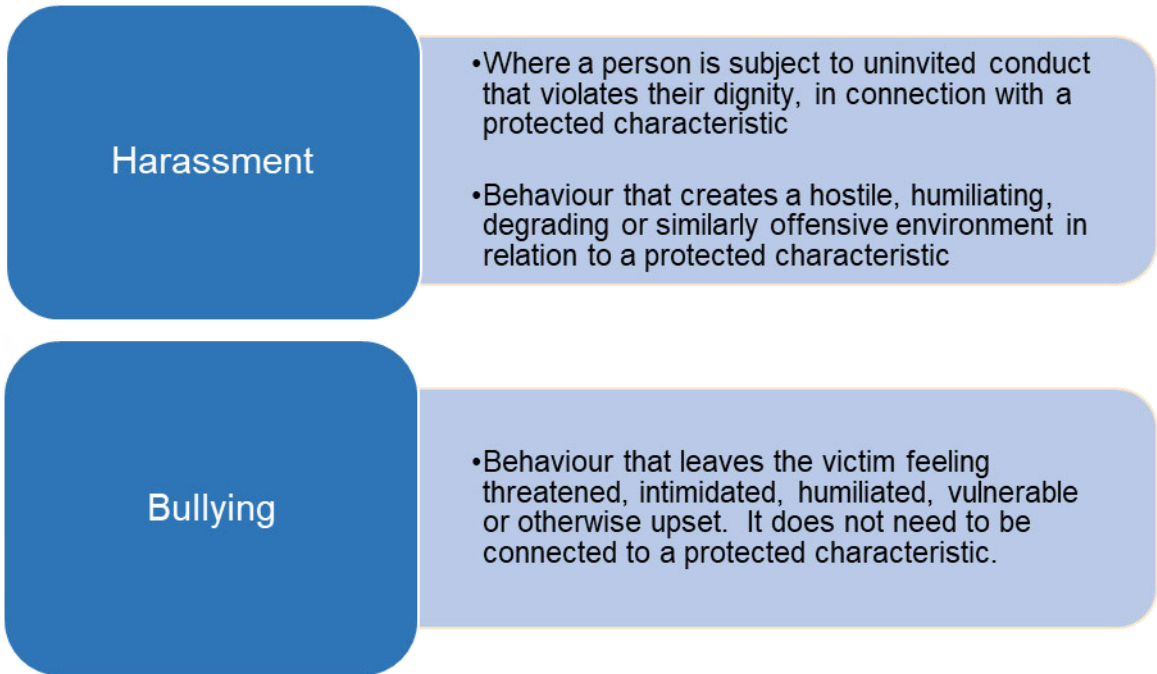 Harassment
•Where a person is subject to uninvited conduct
that violates their dignity, in connection with a
protected characteristic
•Behaviour that creates a hostile, humiliating,
degrading or similarly offensive environment in
relation to a protected characteristic
Bullying
•Behaviour that leaves the victim feeling
threatened, intimidated, humiliated, vulnerable
or otherwise upset.  It does not need to be
connected to a protected characteristic.